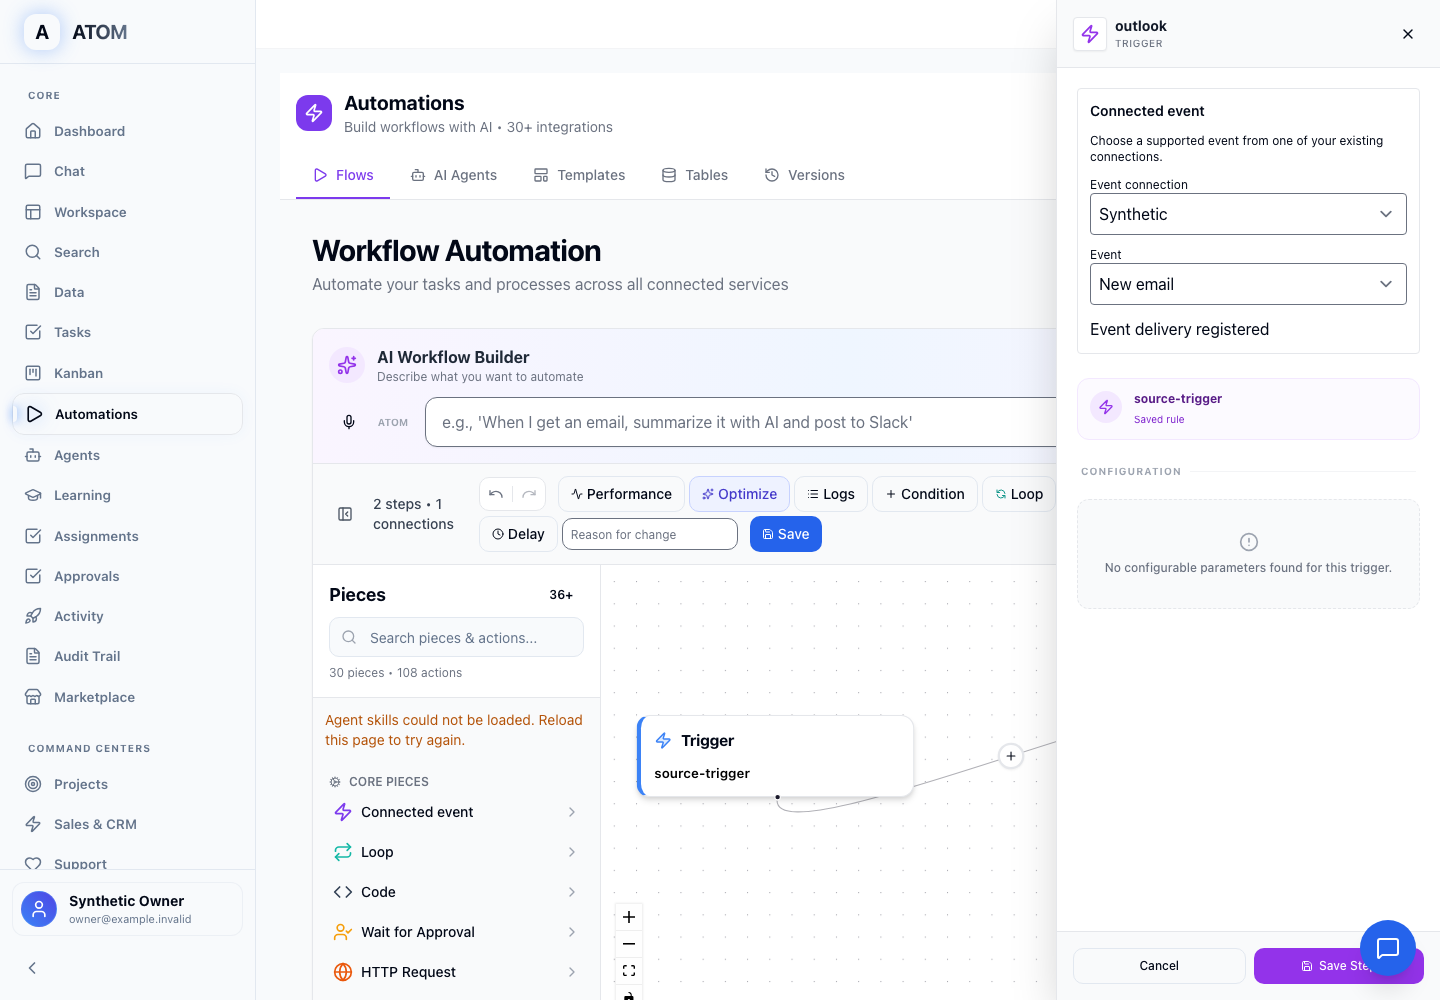 A
ATOM
CORE
Dashboard
Chat
Workspace
Search
Data
Tasks
Kanban
Automations
Agents
Learning
Assignments
Approvals
Activity
Audit Trail
Marketplace
COMMAND CENTERS
Projects
Sales & CRM
Support
Synthetic Owner
owner@example.invalid
Automations
Build workflows with AI • 30+ integrations
Flows
AI Agents
Templates
Tables
Versions
Workflow Automation
Automate your tasks and processes across all connected services
AI Workflow Builder
Describe what you want to automate
ATOM
e.g., 'When I get an email, summarize it with AI and post to Slack'
2 steps • 1
connections
Performance
Optimize
Logs
Condition
Loop
Delay
Reason for change
Save
Pieces
36+
Search pieces & actions...
30 pieces • 108 actions
Agent skills could not be loaded. Reload
this page to try again.
CORE PIECES
Connected event
Loop
Code
Wait for Approval
HTTP Request
Trigger
source-trigger
outlook
TRIGGER
Connected event
Choose a supported event from one of your existing
connections.
Event connection
Synthetic
Event
New email
Event delivery registered
source-trigger
Saved rule
CONFIGURATION
No configurable parameters found for this trigger.
Cancel
Save